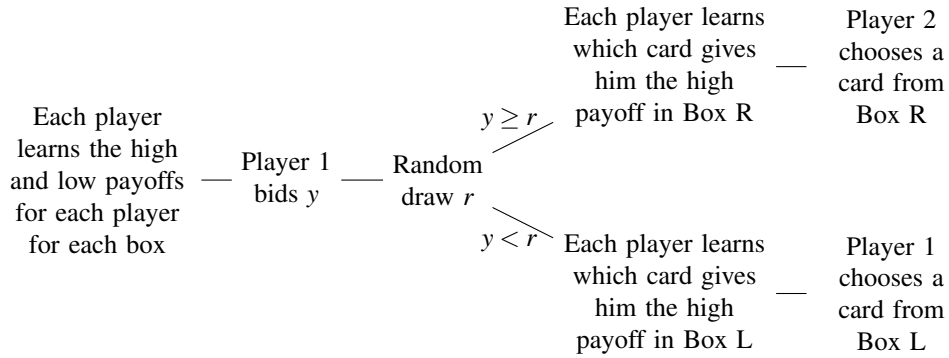 Each player
learns the high
and low payoffs
for each player
for each box
Player 1
bids y
Random
draw r
y ≥ r
y < r
Each player learns
which card gives
him the high
payoff in Box R
Player 2
chooses a
card from
Box R
Each player learns
which card gives
him the high
payoff in Box L
Player 1
chooses a
card from
Box L